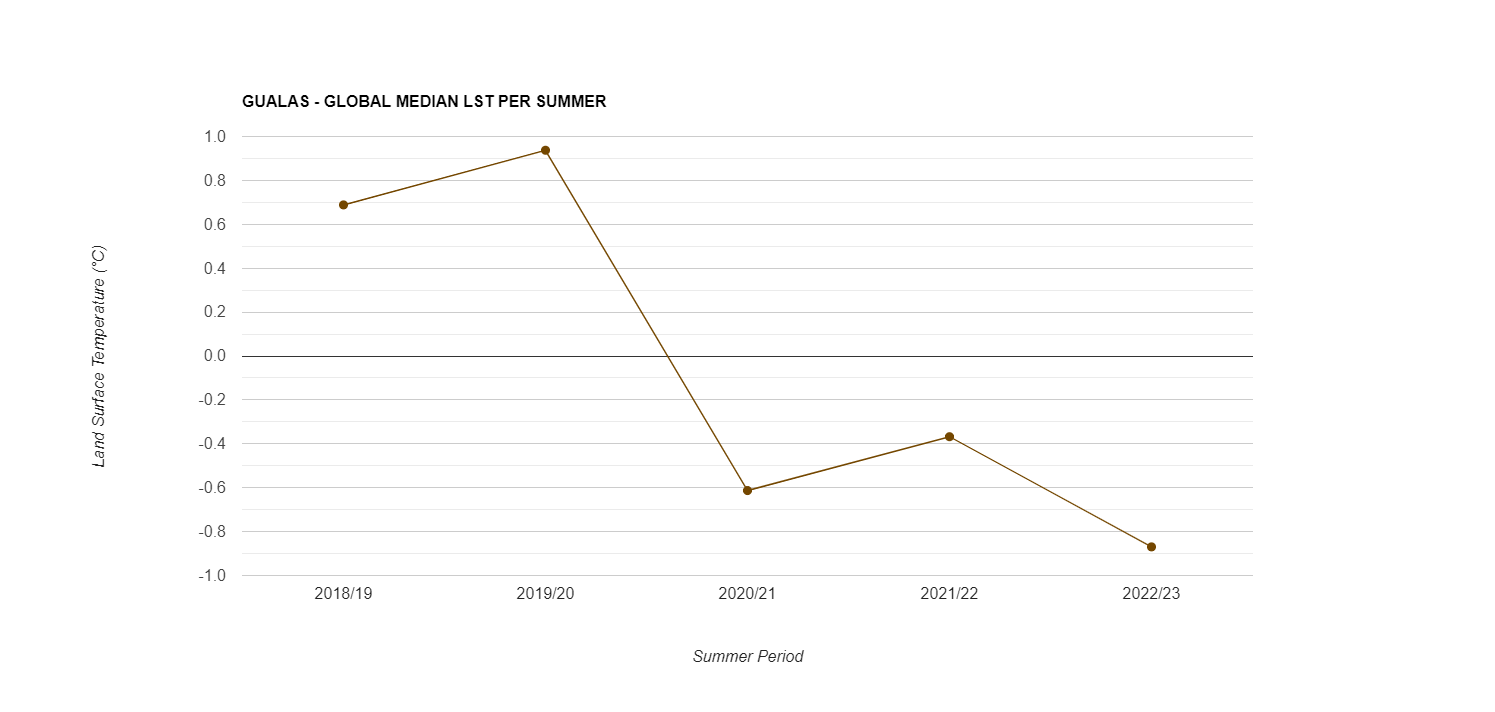 GUALAS - GLOBAL MEDIAN LST PER SUMMER
1.0
0.8
0.6
0.4
0.2
0.0
-0.2
-0.4
-0.6
-0.8
-1.0
Land Surface Temperature (°C)
2018/19 2019/20 2020/21 2021/22 2022/23
Summer Period